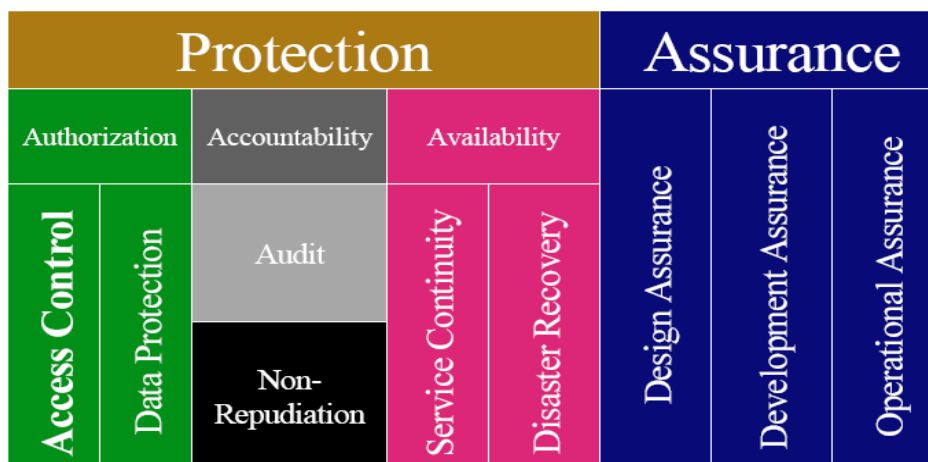 Protection
Assurance
Authorization
Accountability
Availability
Access Control
Data Protection
Audit
Non-
Repudiation
Service Continuity
Disaster Recovery
Design Assurance
Development Assurance
Operational Assurance